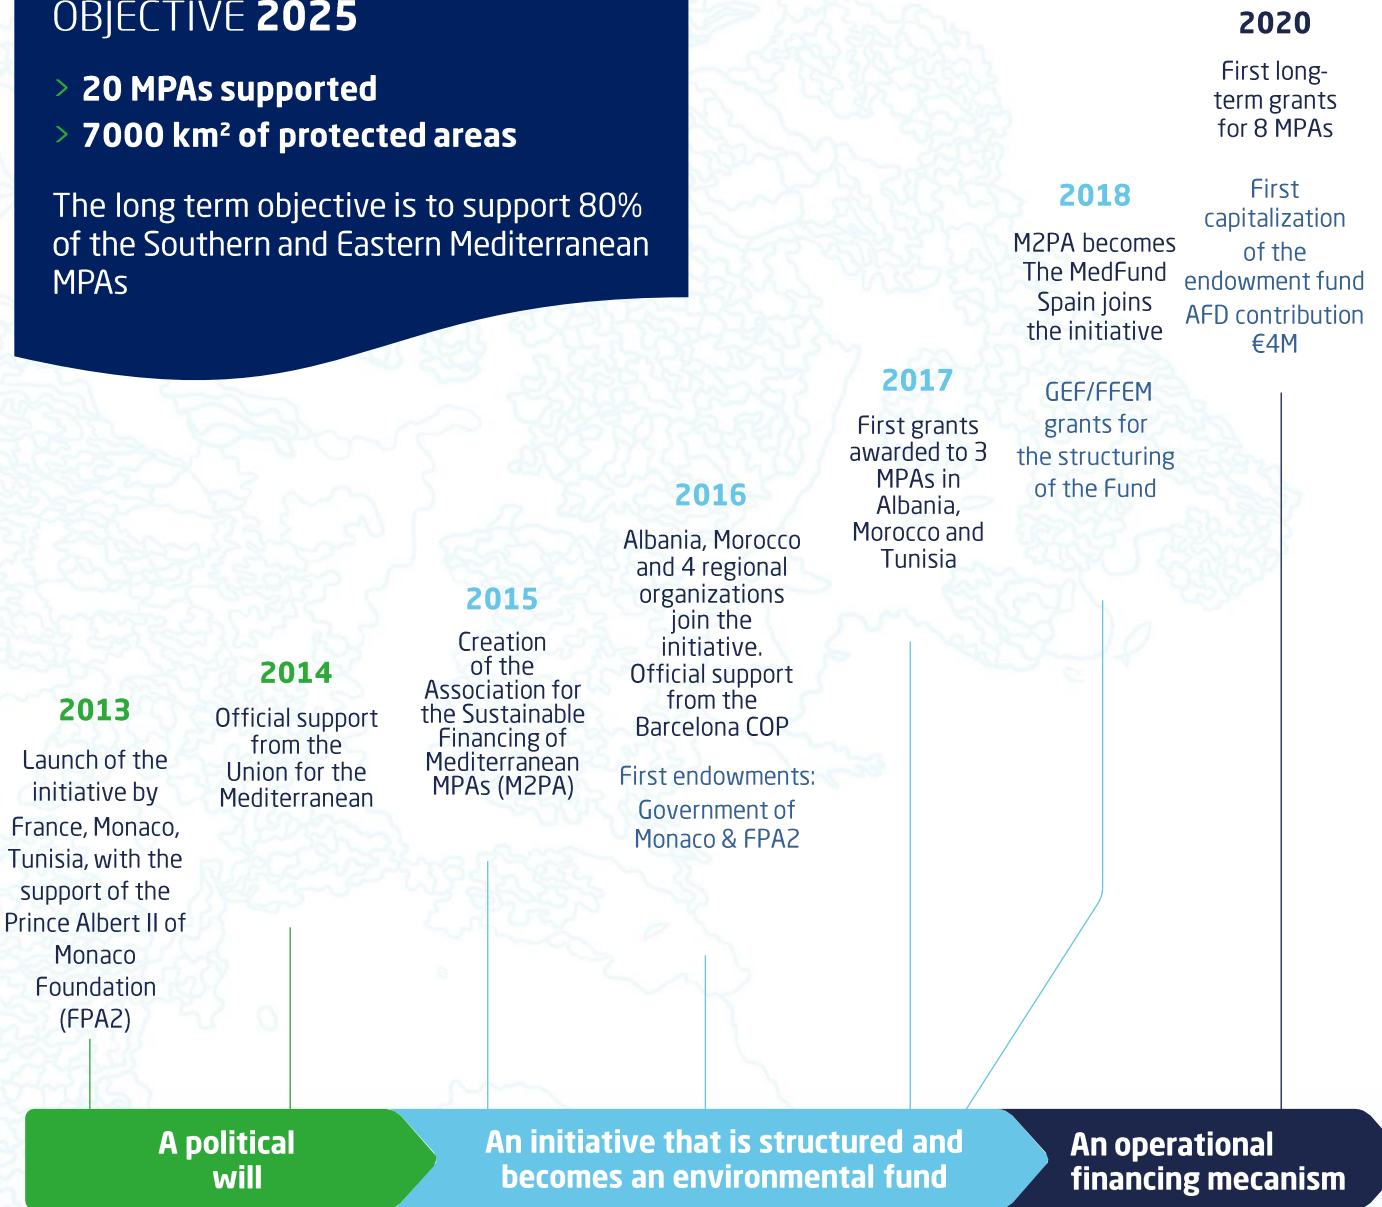 OBJECTIVE 2025
> 20 MPAs supported
> 7000 km² of protected areas
The long term objective is to support 80%
of the Southern and Eastern Mediterranean
MPAs
2013
Launch of the
initiative by
France, Monaco,
Tunisia, with the
support of the
Prince Albert II of
Monaco
Foundation
(FPA2)
2014
Official support
from the
Union for the
Mediterranean
2015
Creation
of the
Association for
the Sustainable
Financing of
Mediterranean
MPAs (M2PA)
2016
Albania, Morocco
and 4 regional
organizations
join the
initiative.
Official support
from the
Barcelona COP
First endowments:
Government of
Monaco & FPA2
2017
First grants
awarded to 3
MPAs in
Albania,
Morocco and
Tunisia
2018
M2PA becomes
The MedFund
Spain joins
the initiative
GEF/FFEM
grants for
the structuring
of the Fund
2020
First long-
term grants
for 8 MPAs
First
capitalization
of the
endowment fund
AFD contribution
€4M
A political
will
An initiative that is structured and
becomes an environmental fund
An operational
financing mecanism